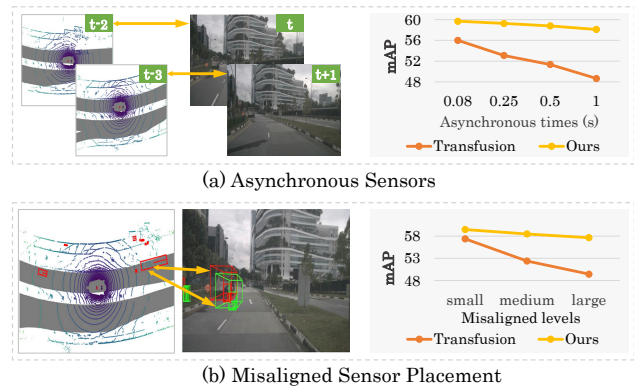 t-2
t
t-3
t+1
60
56
52
48
mAP
0.08 0.25 0.5 1
Asynchronous times (s)
Transfusion Ours
(a) Asynchronous Sensors
58
53
48
mAP
small medium large
Misaligned levels
Transfusion Ours
(b) Misaligned Sensor Placement